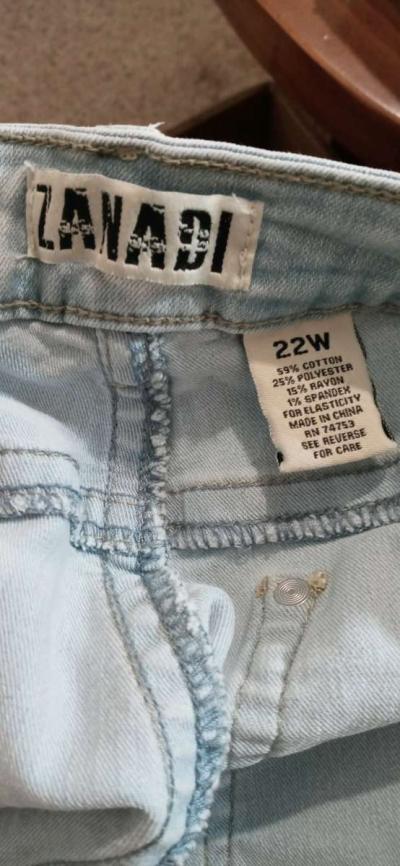 ZANADI
22W
59% COTTON
25% POLYESTER
15% RAYON
1% SPANDEX
FOR ELASTICITY
MADE IN CHINA
RN 74753
SEE REVERSE
FOR CARE